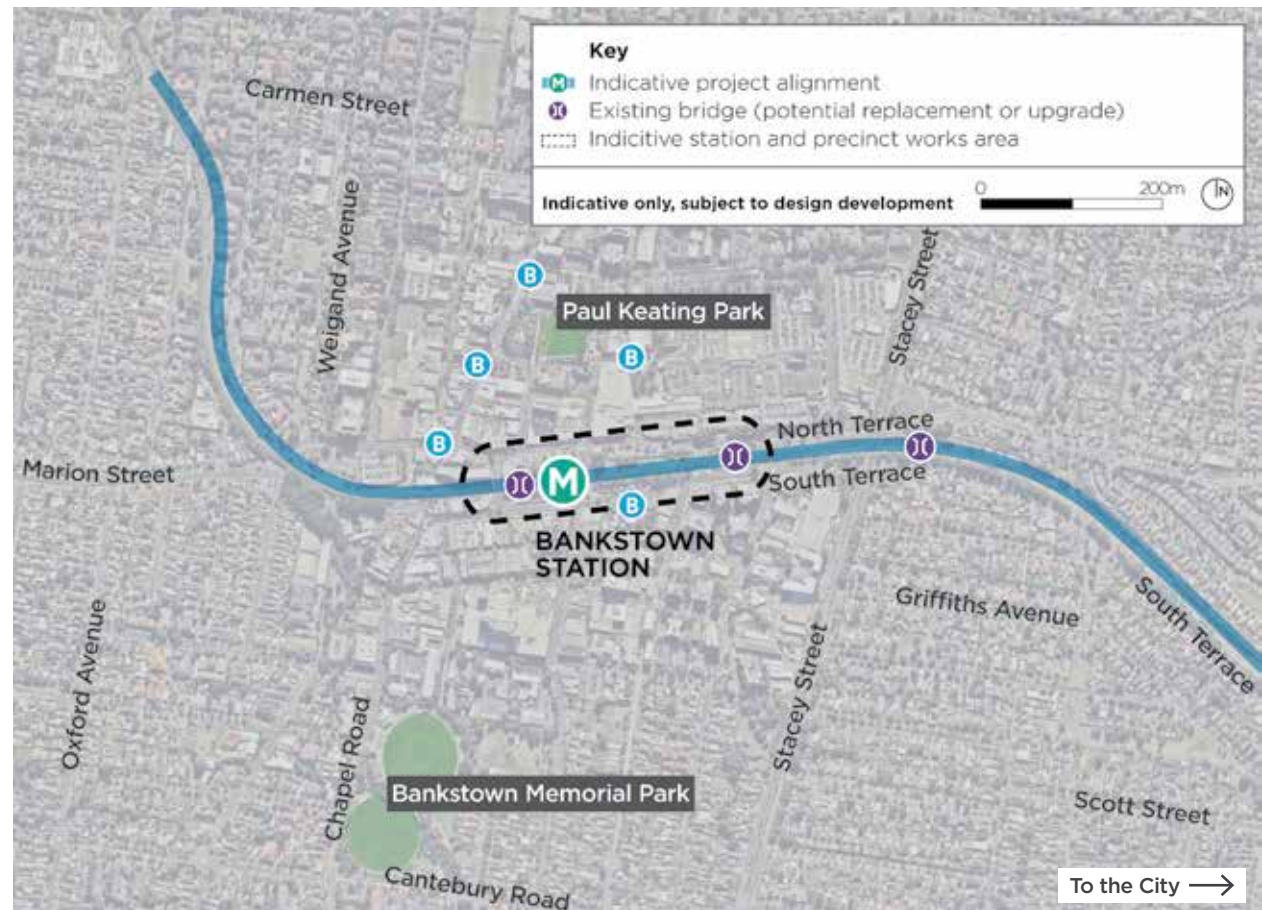 Key
M Indicative project alignment
Existing bridge (potential replacement or upgrade)
Indicitive station and precinct works area
Indicative only, subject to design development
0 200m
N
Carmen Street
Weigand Avenue
Stacey Street
B
Paul Keating Park
B
B
North Terrace
B
Marion Street
M
South Terrace
B
BANKSTOWN
STATION
Griffiths Avenue
South Terrace
Oxford Avenue
Stacey Street
Chapel Road
Bankstown Memorial Park
Scott Street
Cantebury Road
To the City →